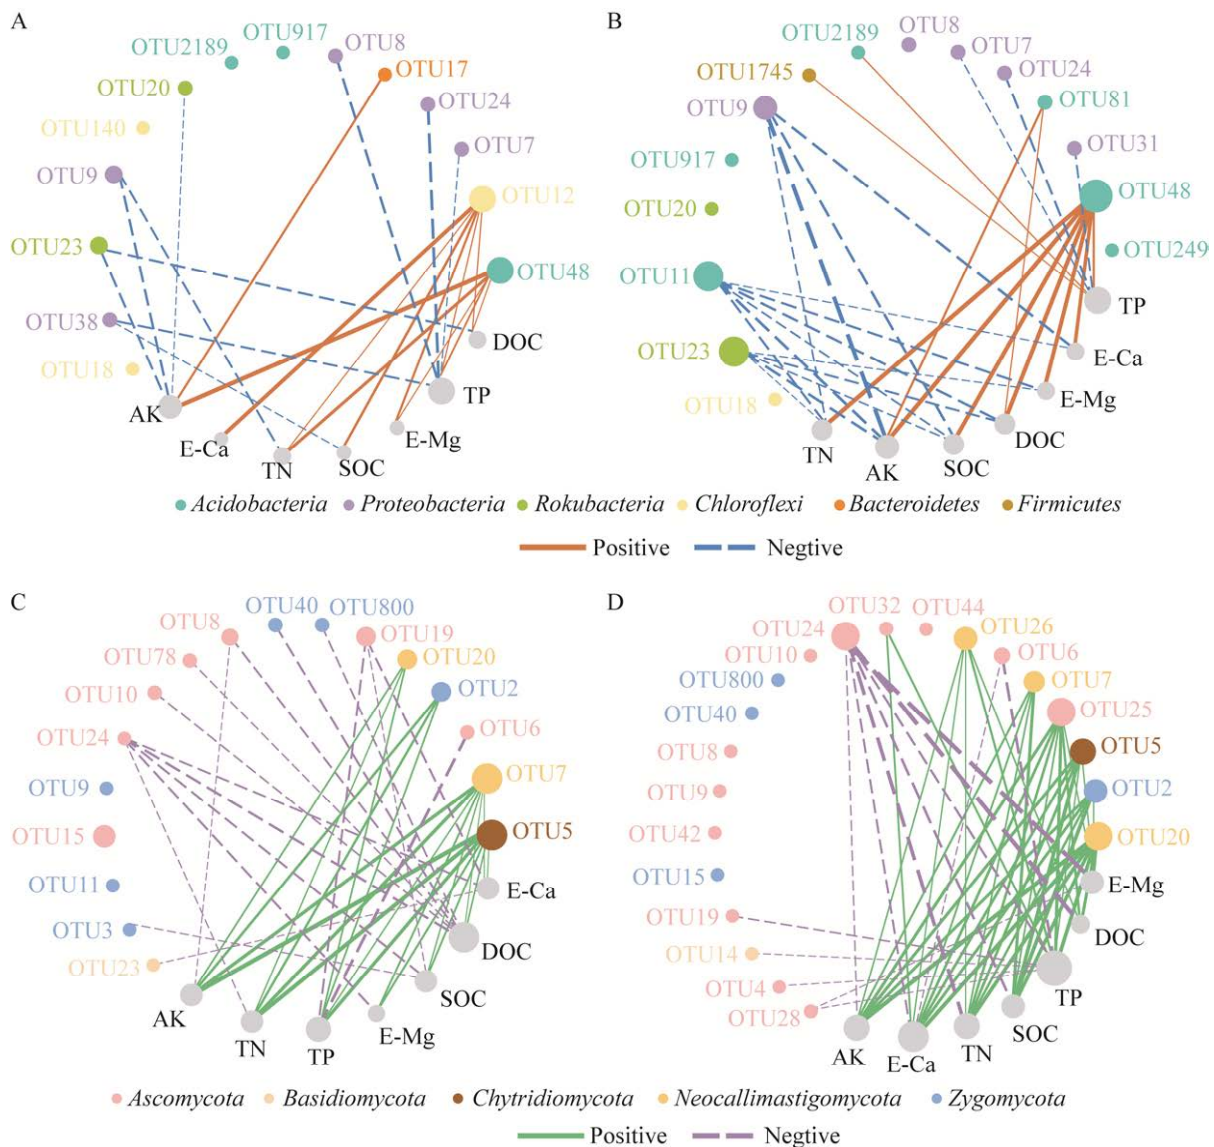 A
B
OTU2189
OTU917
OTU8
OTU17
OTU24
OTU7
OTU12
OTU48
OTU20
OTU140
OTU9
OTU23
OTU38
OTU18
AK
E-Ca
TN
SOC
E-Mg
TP
DOC
OTU2189
OTU8
OTU7
OTU24
OTU81
OTU31
OTU48
OTU249
OTU1745
OTU9
OTU917
OTU20
OTU11
OTU23
OTU18
TN
AK
SOC
DOC
E-Mg
E-Ca
TP
Acidobacteria Proteobacteria Rokubacteria Chloroflexi Bacteroidetes Firmicutes
Positive Negtive
C
D
OTU8
OTU40
OTU800
OTU19
OTU20
OTU2
OTU6
OTU7
OTU5
OTU78
OTU10
OTU24
OTU9
OTU15
OTU11
OTU3
OTU23
AK
TN
TP
E-Mg
SOC
DOC
E-Ca
OTU32
OTU44
OTU26
OTU6
OTU7
OTU25
OTU5
OTU2
OTU20
OTU24
OTU10
OTU800
OTU40
OTU8
OTU9
OTU42
OTU15
OTU19
OTU14
OTU4
OTU28
AK
E-Ca
TN
SOC
TP
DOC
E-Mg
Ascomycota Basidiomycota Chytridiomycota Neocallimastigomycota Zygomycota
Positive Negtive